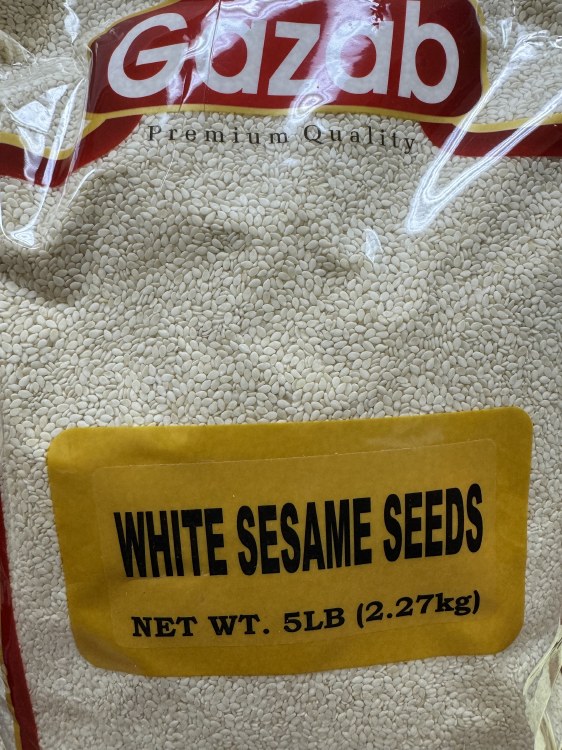 Gazab
Premium Quality
WHITE SESAME SEEDS
NET WT. 5LB (2.27kg)